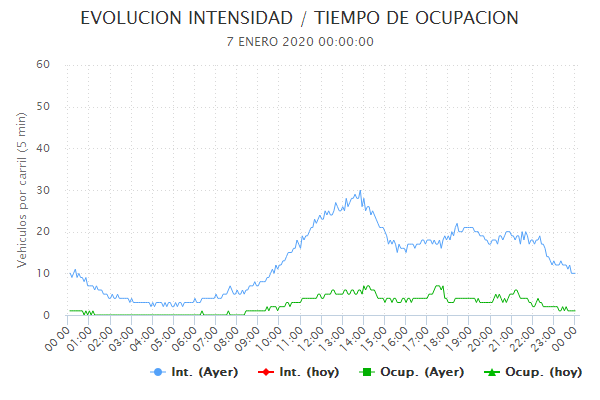 EVOLUCION INTENSIDAD / TIEMPO DE OCUPACION
7 ENERO 2020 00:00:00
Vehiculos por carril (5 min)
60
50
40
30
20
10
0
00:00 01:00 02:00 03:00 04:00 05:00 06:00 07:00 08:00 09:00 10:00 11:00 12:00 13:00 14:00 15:00 16:00 17:00 18:00 19:00 20:00 21:00 22:00 23:00 00:00
Int. (Ayer) Int. (hoy) Ocup. (Ayer) Ocup. (hoy)